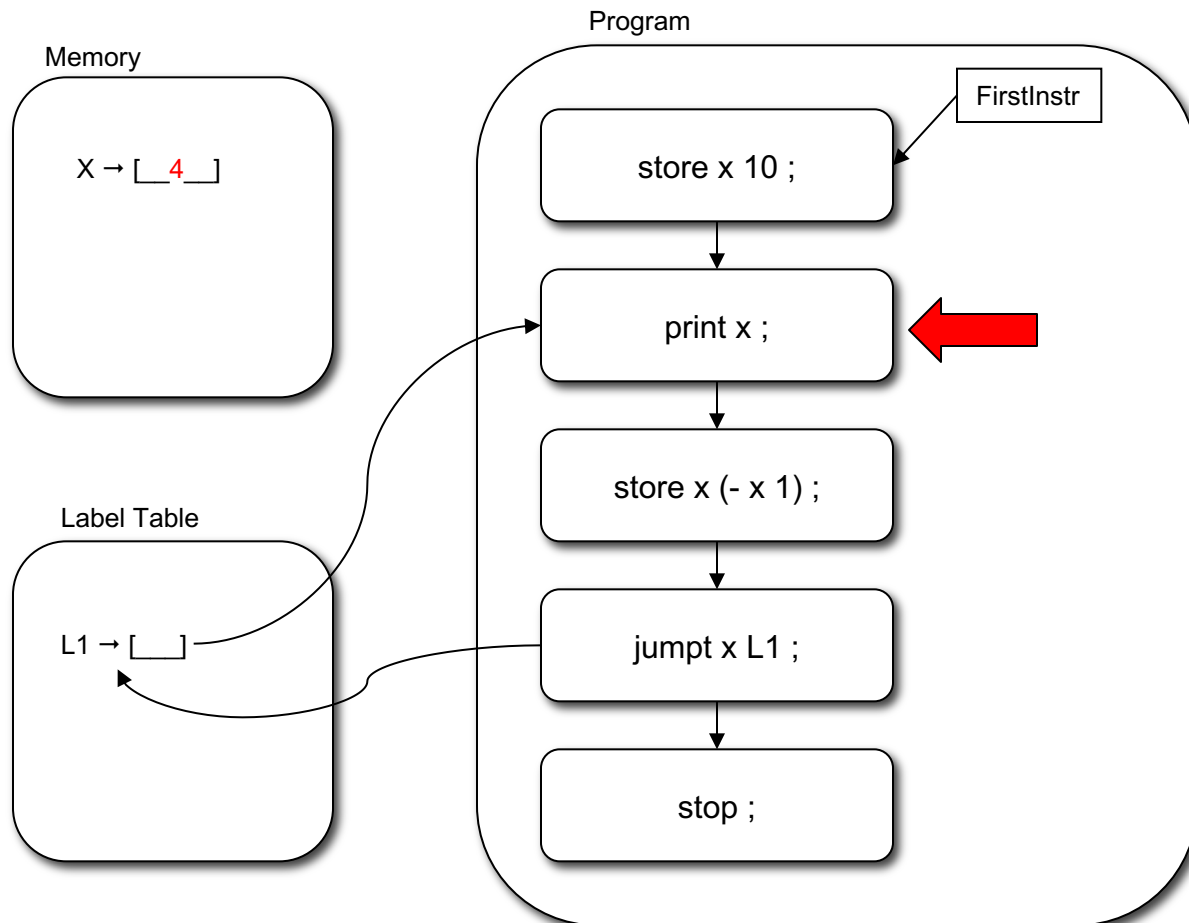 Program
Memory
FirstInstr
store x 10 ;
X → [__4__]
print x ;
store x (- x 1) ;
Label Table
L1 → [___]
jumpt x L1 ;
stop ;